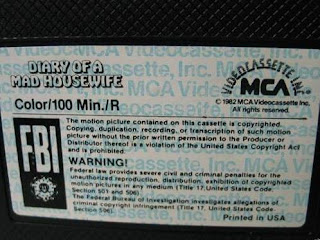 DIARY OF A
MAD HOUSEWIFE
Color/100 Min./R
VIDEOCASSETTE INC.
MCA
© 1982 MCA Videocassette Inc.
All rights reserved.
FBI
The motion picture contained on this cassette is copyrighted.
Copying, duplication, recording, or transcription of such motion
picture without the prior written permission to the Producer or
Distributor thereof is a violation of the United States Copyright Act
and is prohibited.
WARNING!
Federal law provides severe civil and criminal penalties for the
unauthorized reproduction, distribution, exhibition of copyrighted
motion pictures in any medium (Title 17, United States Code,
Section 501 and 506).
The Federal Bureau of Investigation investigates allegations of
criminal copyright infringement (Title 17, United States Code,
Section 506).
Printed in USA